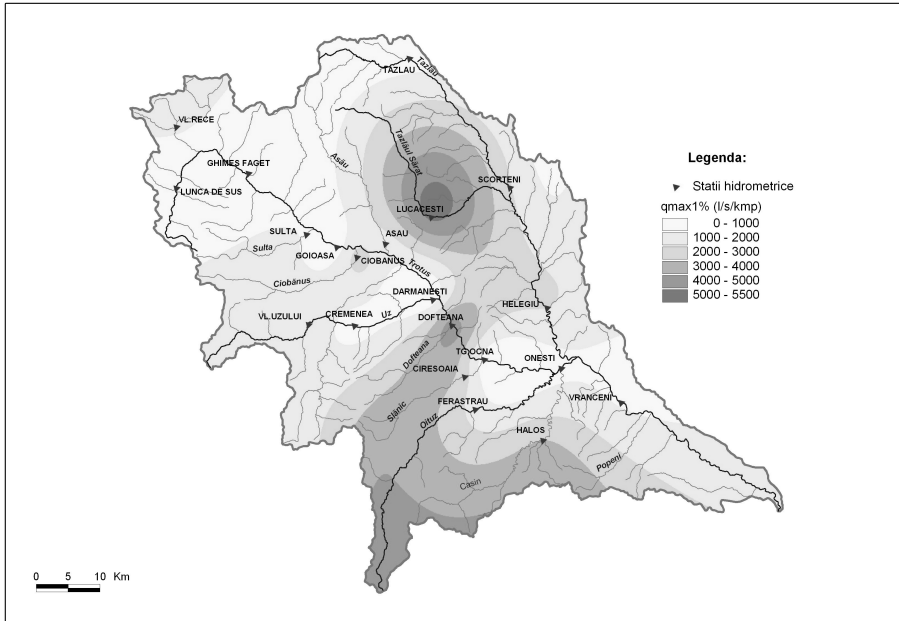 TAZLAU
Tazlău
VL.RECE
Tazlăul Sărat
Asău
GHIMES FAGET
SCORTENI
LUNCA DE SUS
LUCACESTI
SULTA
ASAU
Sulta
GOIOASA
CIOBANUS
Trotus
Ciobănus
DARMANESTI
HELEGIU
VL.UZULUI
CREMENEA
Uz
DOFTEANA
Dofteana
TG.OCNA
ONESTI
CIRESOAIA
FERASTRAU
VRANCENI
Slănic
Oituz
HALOS
Popeni
Casin
Legenda:
Statii hidrometrice
qmax1% (l/s/kmp)
0 - 1000
1000 - 2000
2000 - 3000
3000 - 4000
4000 - 5000
5000 - 5500
0 5 10 Km